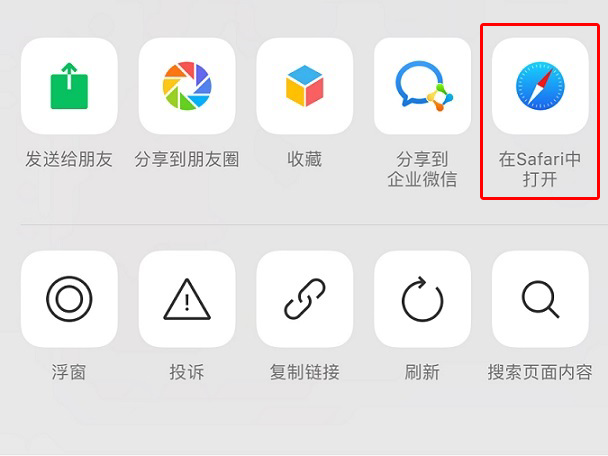 发送给朋友
分享到朋友圈
收藏
分享到
企业微信
在Safari中
打开
浮窗
投诉
复制链接
刷新
搜索页面内容